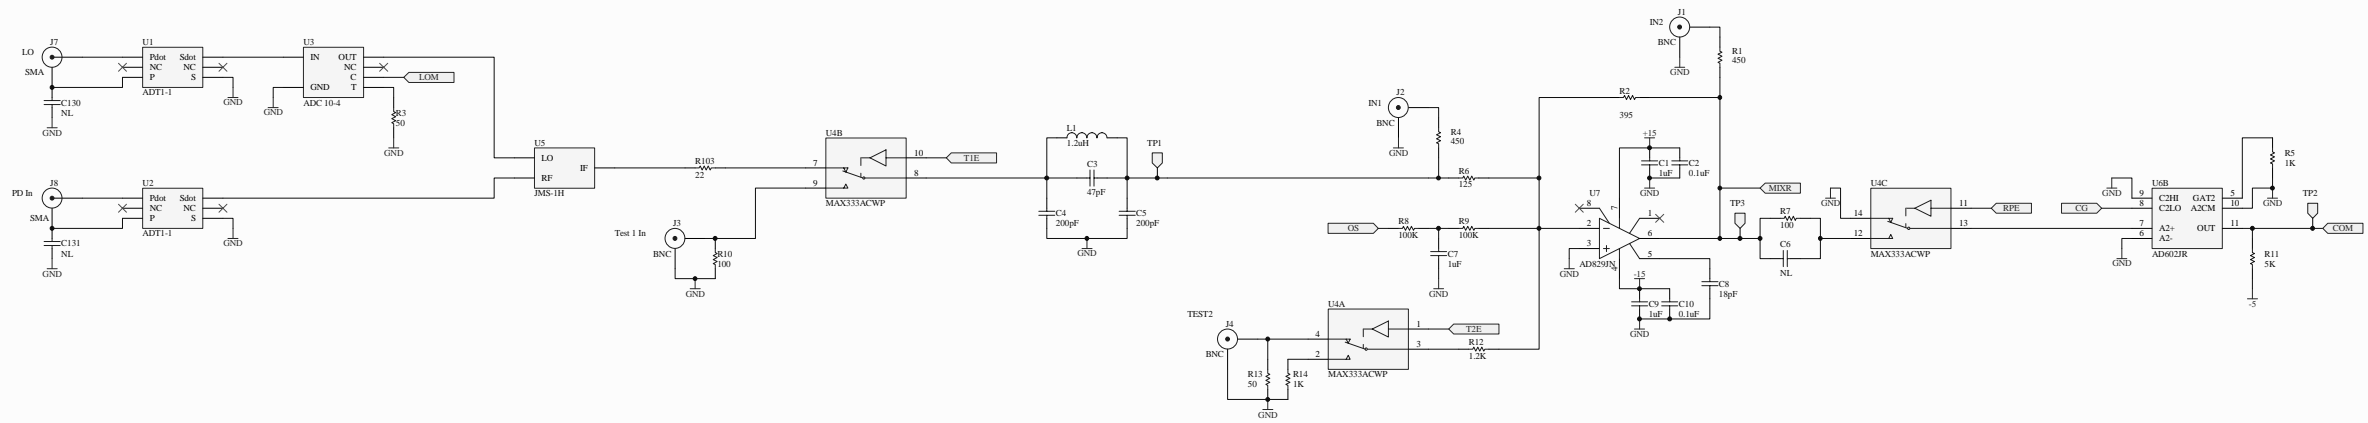 J7
LO
SMA
C130
NL
GND
U1
Pdot Sdot
NC NC
P S
ADT1-1
GND
U3
IN OUT
NC
C
GND T
ADC 10-4
GND
LOM
R3
50
GND
J8
PD In
SMA
C131
NL
GND
U2
Pdot Sdot
NC NC
P S
ADT1-1
GND
U5
LO
RF
IF
JMS-1H
R103
22
J3
Test 1 In
BNC
R10
100
GND
U4B
7
9
10
8
MAX333ACWP
T1E
L1
1.2uH
C3
47pF
C4
200pF
C5
200pF
GND
TP1
J2
IN1
BNC
GND
R4
450
R6
125
OS
R8
100K
R9
100K
C7
1uF
GND
TEST2
J4
BNC
R13
50
R14
1K
GND
U4A
4
2
1
3
MAX333ACWP
T2E
R12
1.2K
J1
IN2
BNC
GND
R1
450
R2
395
+15
C1
1uF
C2
0.1uF
GND
U7
8
7
1
2
3
6
5
4
AD829JN
GND
-15
C9
1uF
C10
0.1uF
GND
C8
18pF
MIXR
TP3
R7
100
C6
NL
GND
U4C
14
12
11
13
MAX333ACWP
RPE
CG
GND
GND
U6B
9 C2HI GAT2 5
8 C2LO A2CM 10
7 A2+ OUT 11
6 A2-
AD602JR
R5
1K
GND
TP2
COM
R11
5K
-5